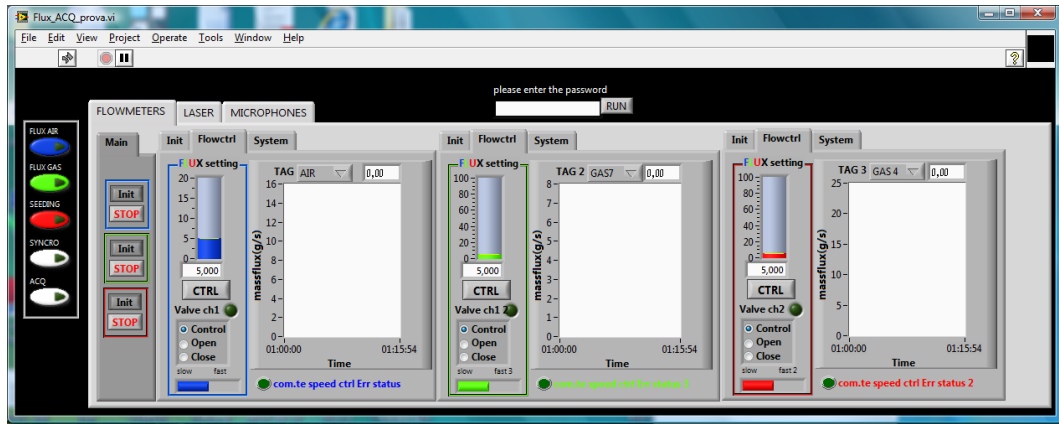 Flux_ACQ_prova.vi
File Edit View Project Operate Tools Window Help
please enter the password
RUN
FLOWMETERS LASER MICROPHONES
FLUX AIR
FLUX GAS
SEEDING
SYNCRO
ACQ
Main
Init
STOP
Init
STOP
Init
STOP
Init Flowctrl System
FLUX setting
20-
15-
10-
5-
0-
5,000
CTRL
Valve ch1
Control
Open
Close
slow fast
TAG AIR 0,00
massflux(g/s)
16-
14-
12-
10-
8-
6-
4-
2-
0-
01:00:00 01:15:54
Time
com.te speed ctrl Err status
Init Flowctrl System
F UX setting
100-
80-
60-
40-
20-
0-
5,000
CTRL
Valve ch1 2
Control
Open
Close
slow fast 3
TAG 2 GAS7 0,00
massflux(g/s)
8-
7-
6-
5-
4-
3-
2-
1-
0-
01:00:00 01:15:54
Time
com.te speed ctrl Err status
Init Flowctrl System
F UX setting
100-
80-
60-
40-
20-
0-
5,000
CTRL
Valve ch2
Control
Open
Close
slow fast 2
TAG 3 GAS 4 0,00
massflux(g/s)
25-
20-
15-
10-
5-
0-
01:00:00 01:15:54
Time
com.te speed ctrl Err status 2